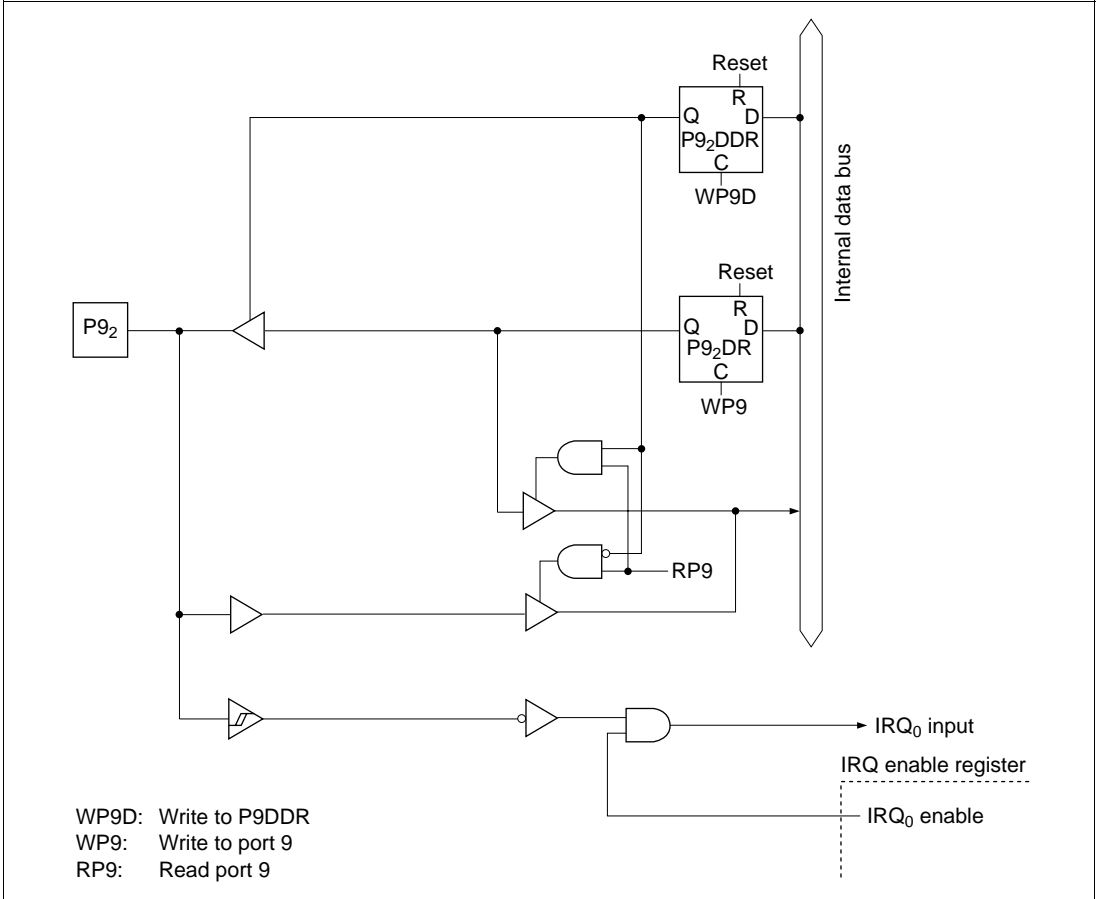 Reset
R
Q D
P9₂DDR
C
WP9D
Internal data bus
Reset
R
P9₂
Q D
P9₂DR
C
WP9
RP9
IRQ₀ input
IRQ enable register
IRQ₀ enable
WP9D: Write to P9DDR
WP9: Write to port 9
RP9: Read port 9